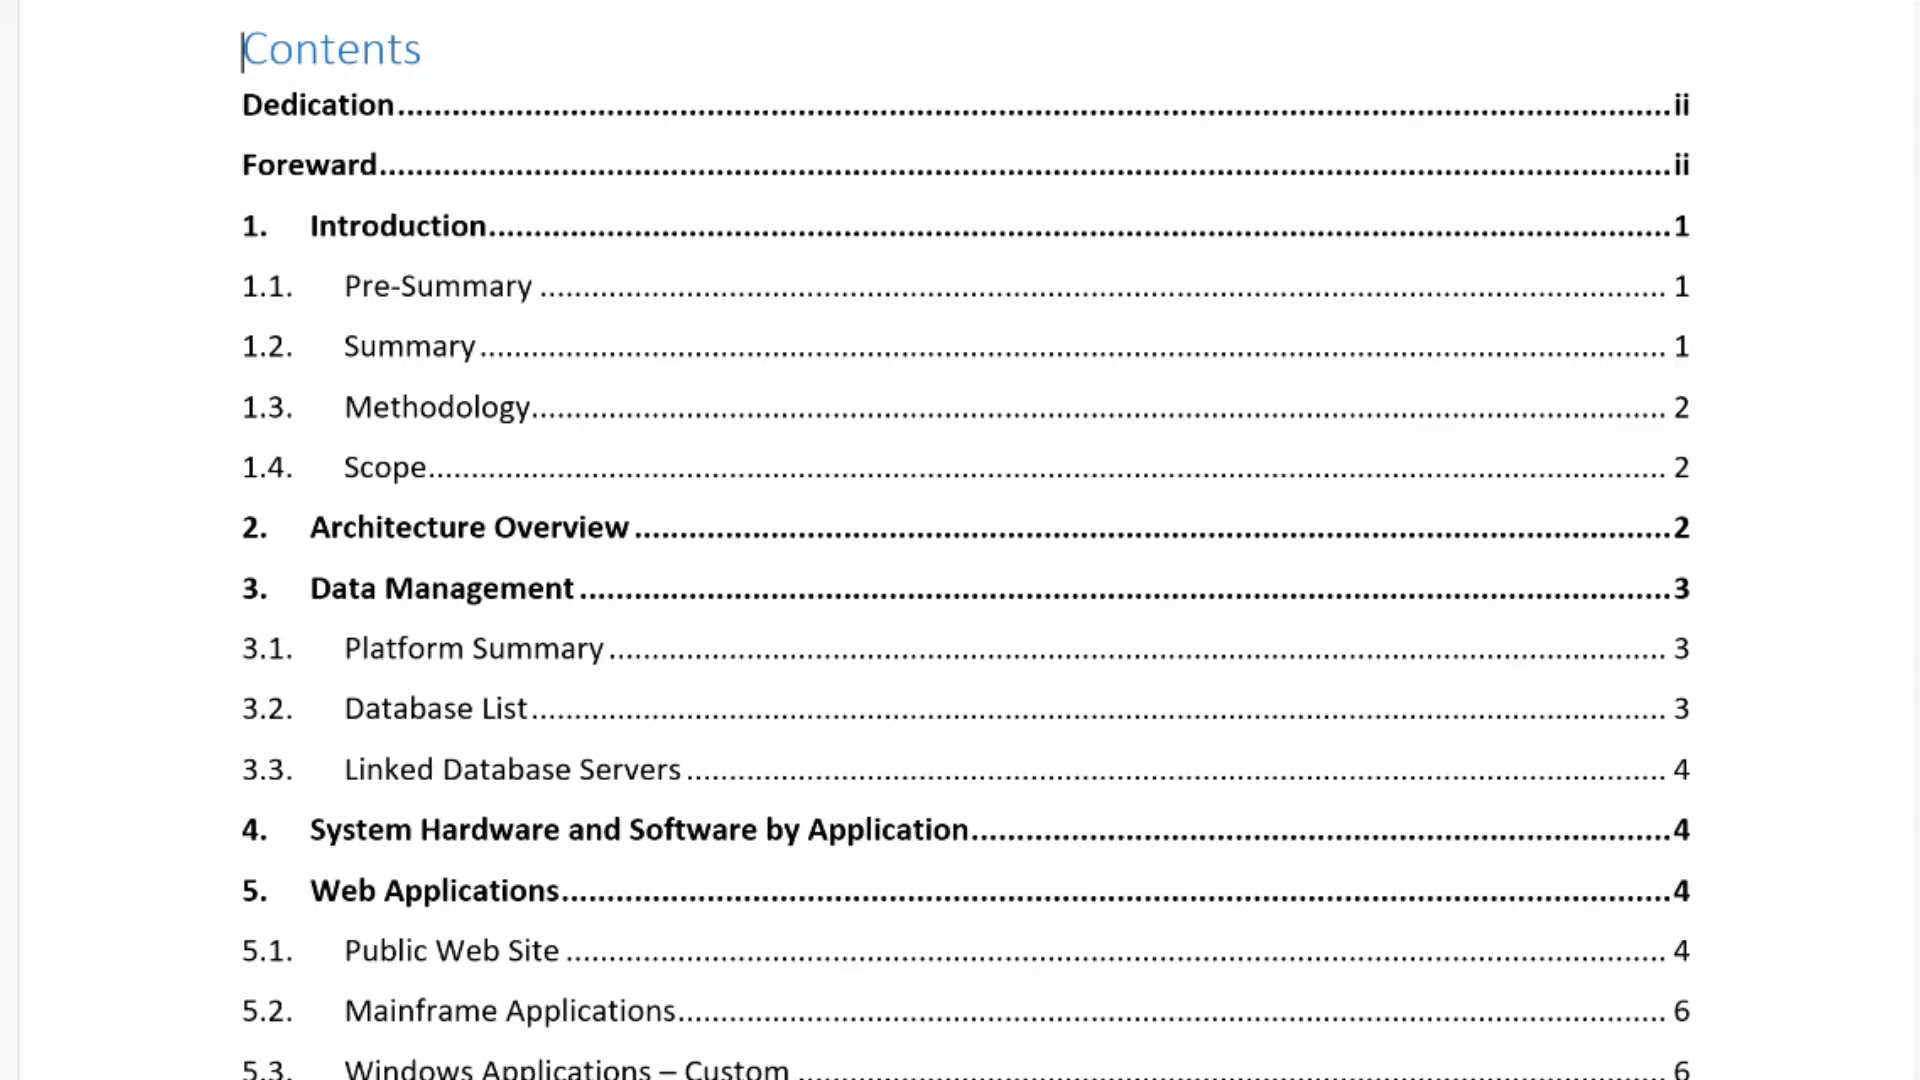 Contents
Dedication ii
Foreward ii
1. Introduction 1
1.1. Pre-Summary 1
1.2. Summary 1
1.3. Methodology 2
1.4. Scope 2
2. Architecture Overview 2
3. Data Management 3
3.1. Platform Summary 3
3.2. Database List 3
3.3. Linked Database Servers 4
4. System Hardware and Software by Application 4
5. Web Applications 4
5.1. Public Web Site 4
5.2. Mainframe Applications 6
5.3. Windows Applications – Custom 6